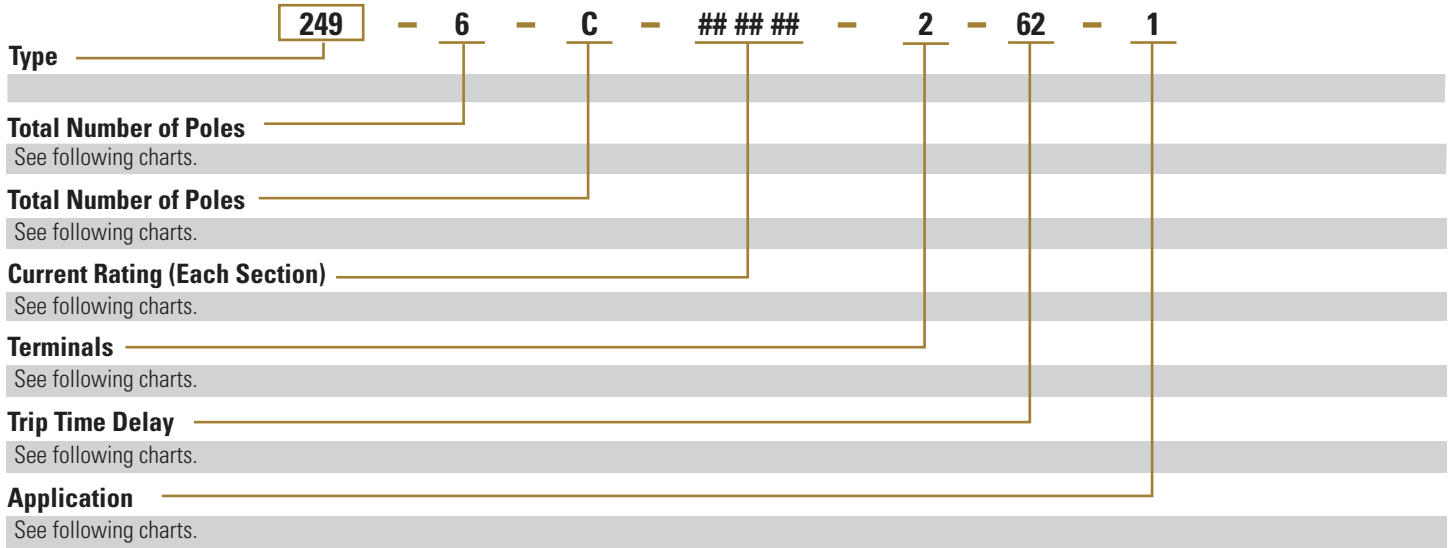 249 – 6 – C – ## ## ## – 2 – 62 – 1
Type
Total Number of Poles
See following charts.
Total Number of Poles
See following charts.
Current Rating (Each Section)
See following charts.
Terminals
See following charts.
Trip Time Delay
See following charts.
Application
See following charts.